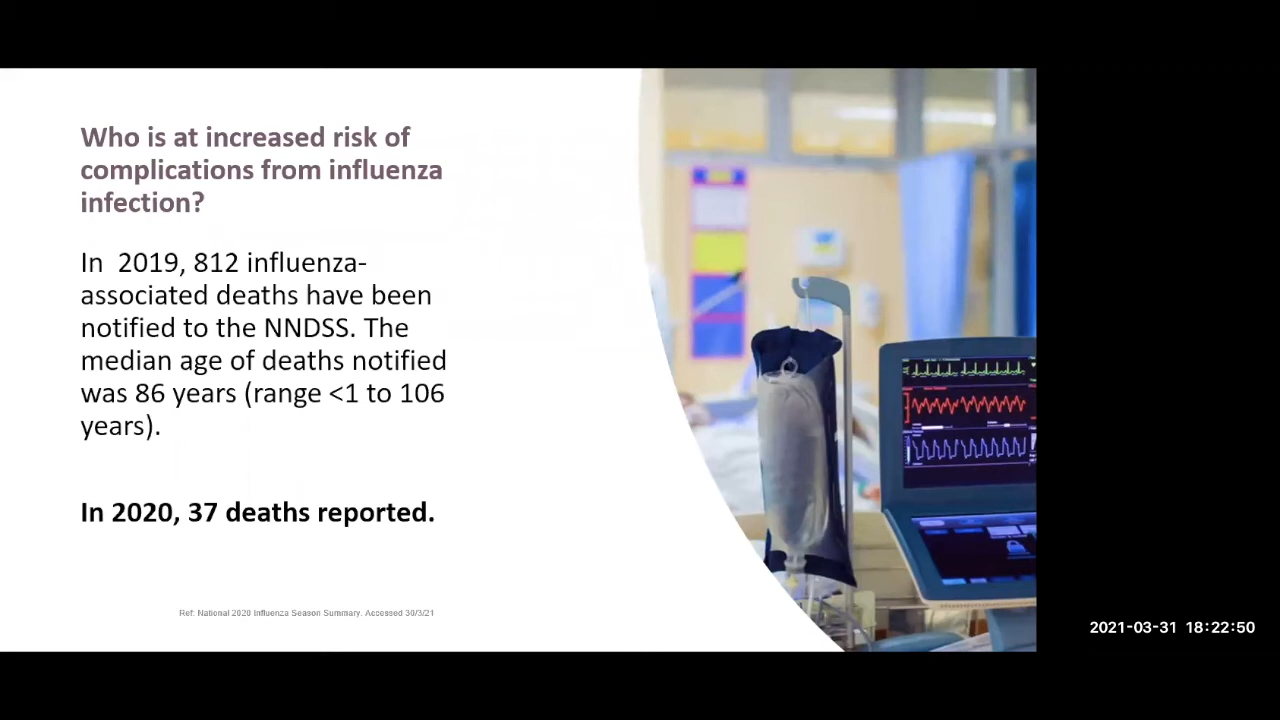 Who is at increased risk of
complications from influenza
infection?
In  2019, 812 influenza-
associated deaths have been
notified to the NNDSS. The
median age of deaths notified
was 86 years (range <1 to 106
years).
In 2020, 37 deaths reported.
Ref: National 2020 Influenza Season Summary. Accessed 30/3/21
2021-03-31 18:22:50